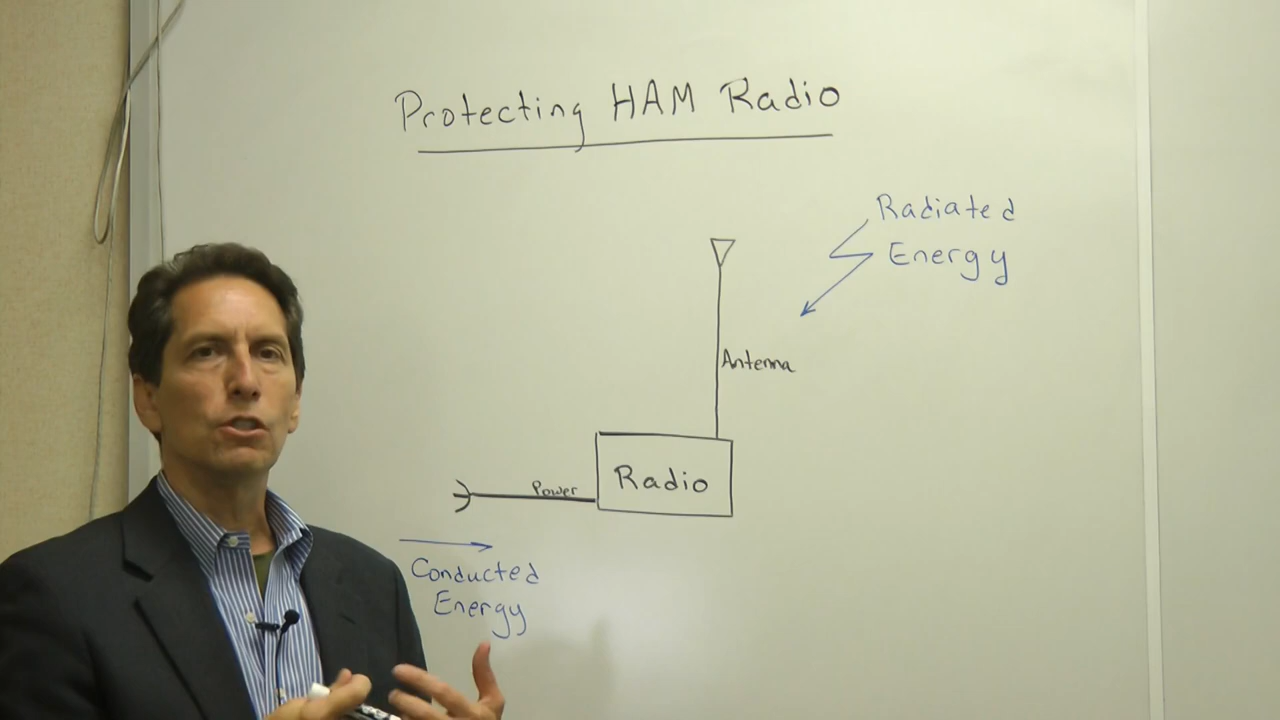 Protecting HAM Radio
Radiated
Energy
Antenna
Radio
Power
Conducted
Energy